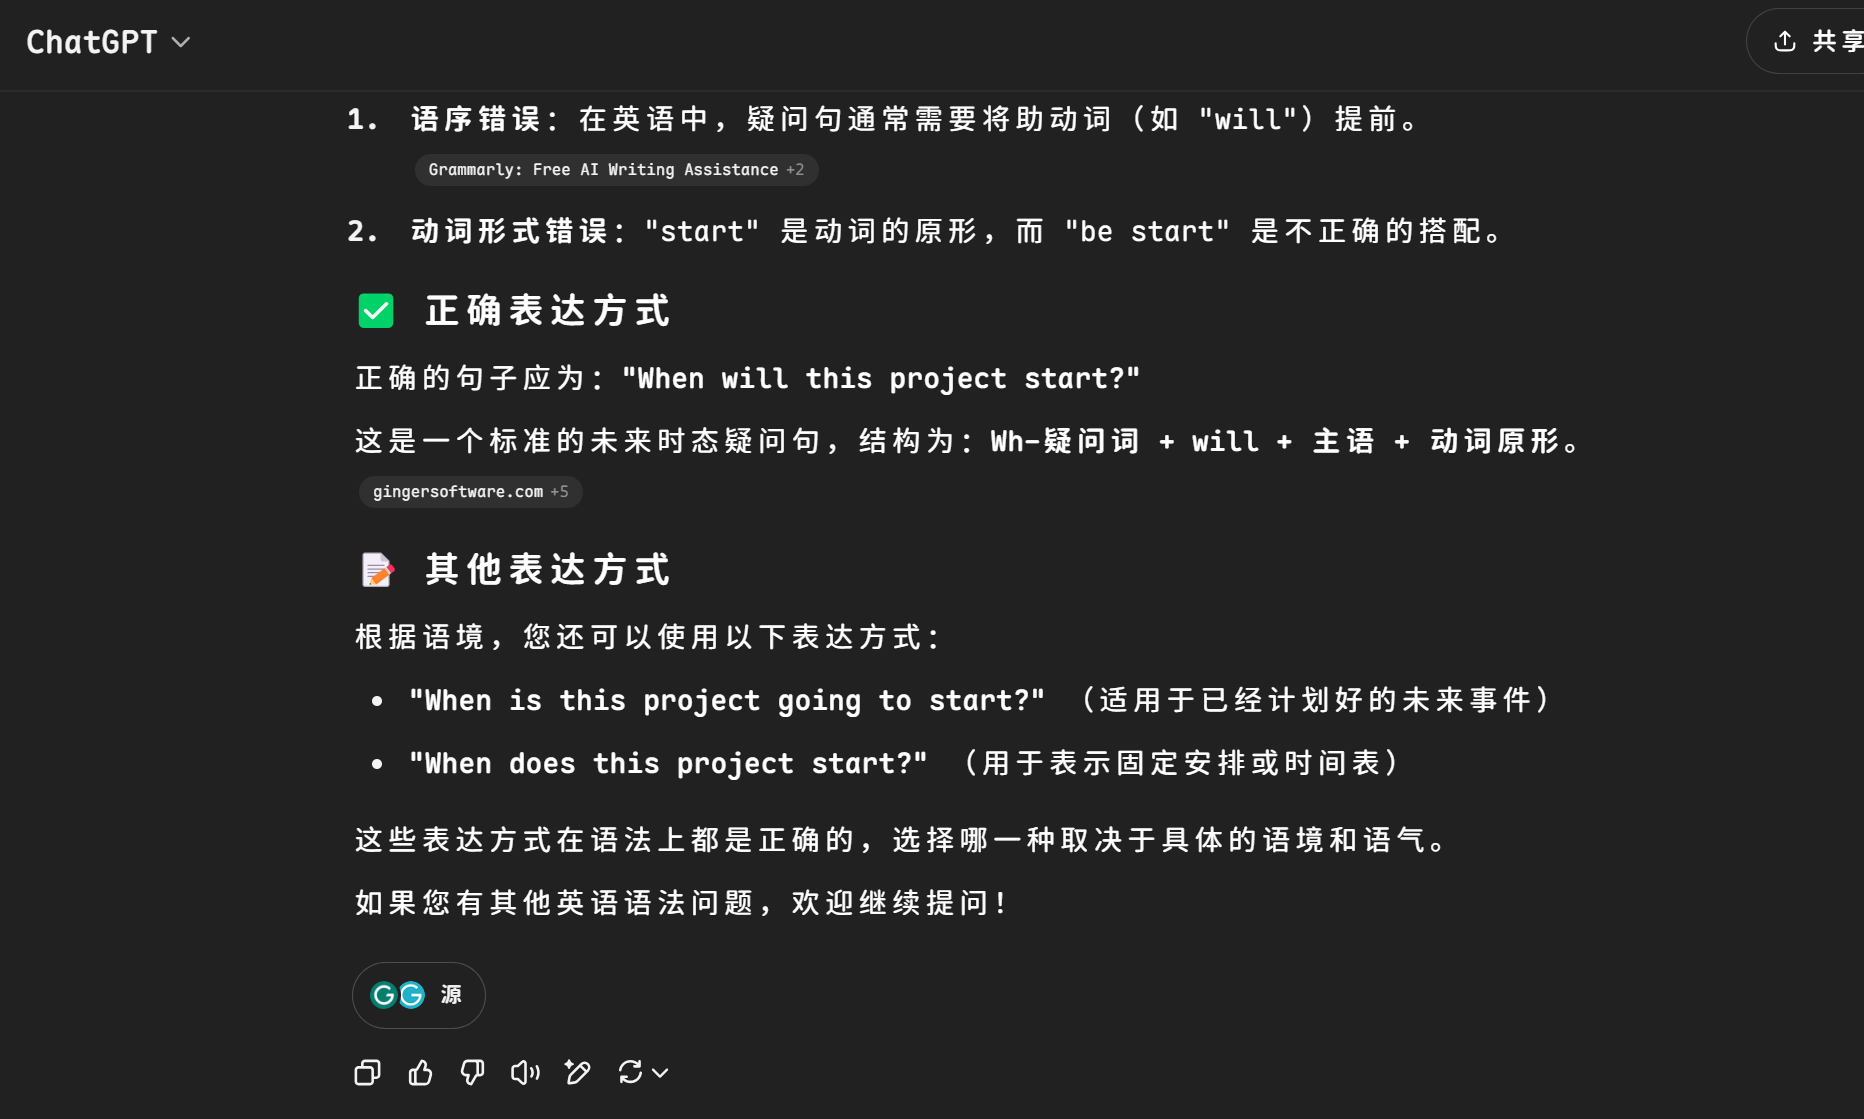 ChatGPT
共享
1. 语序错误：在英语中，疑问句通常需要将助动词（如 "will"）提前。
Grammarly: Free AI Writing Assistance +2
2. 动词形式错误："start" 是动词的原形，而 "be start" 是不正确的搭配。
✅ 正确表达方式
正确的句子应为："When will this project start?"
这是一个标准的未来时态疑问句，结构为：Wh-疑问词 + will + 主语 + 动词原形。
gingersoftware.com +5
📝 其他表达方式
根据语境，您还可以使用以下表达方式：
• "When is this project going to start?" （适用于已经计划好的未来事件）
• "When does this project start?" （用于表示固定安排或时间表）
这些表达方式在语法上都是正确的，选择哪一种取决于具体的语境和语气。
如果您有其他英语语法问题，欢迎继续提问！
源